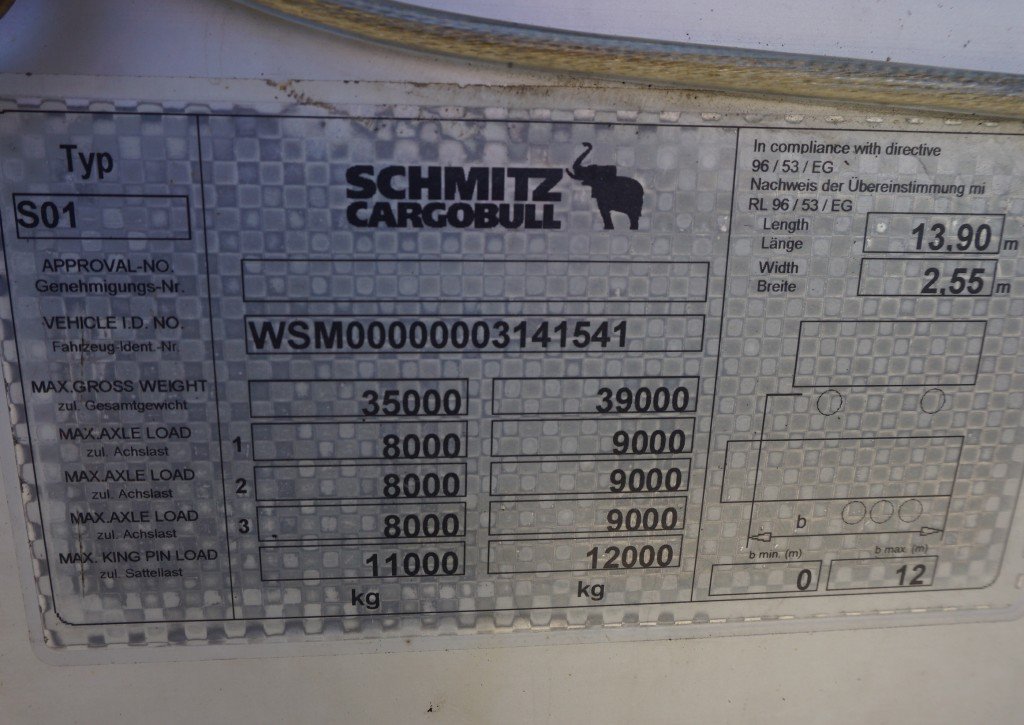 Typ
S01
SCHMITZ
CARGOBULL
APPROVAL-NO.
Genehmigungs-Nr.
VEHICLE I.D. NO.
Fahrzeug-Ident.-Nr.
WSM00000003141541
MAX.GROSS WEIGHT
zul. Gesamtgewicht
35000 39000
MAX.AXLE LOAD
zul. Achslast
1 8000 9000
MAX.AXLE LOAD
zul. Achslast
2 8000 9000
MAX.AXLE LOAD
zul. Achslast
3 8000 9000
MAX. KING PIN LOAD
zul. Sattellast
11000 12000
kg kg
In compliance with directive
96 / 53 / EG
Nachweis der Übereinstimmung mi
RL 96 / 53 / EG
Length
Länge
13,90 m
Width
Breite
2,55 m
b
b min. (m) b max. (m)
0 12